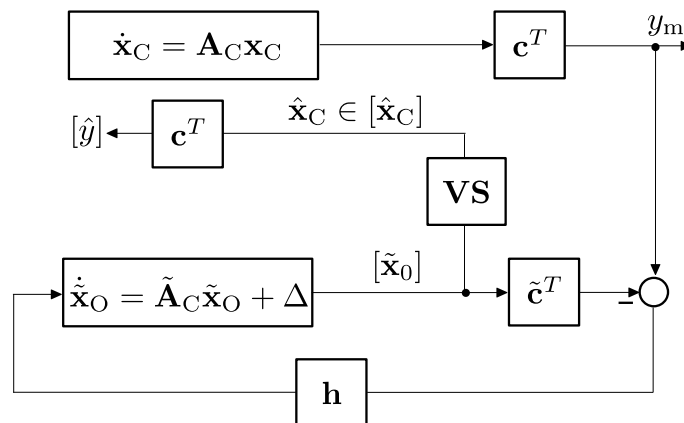 ẋ_C = A_C x_C
c^T
y_m
[ŷ]
c^T
x̂_C ∈ [x̂_C]
VS
x̃̇_O = Ã_C x̃_O + Δ
[x̃_0]
c̃^T
–
h